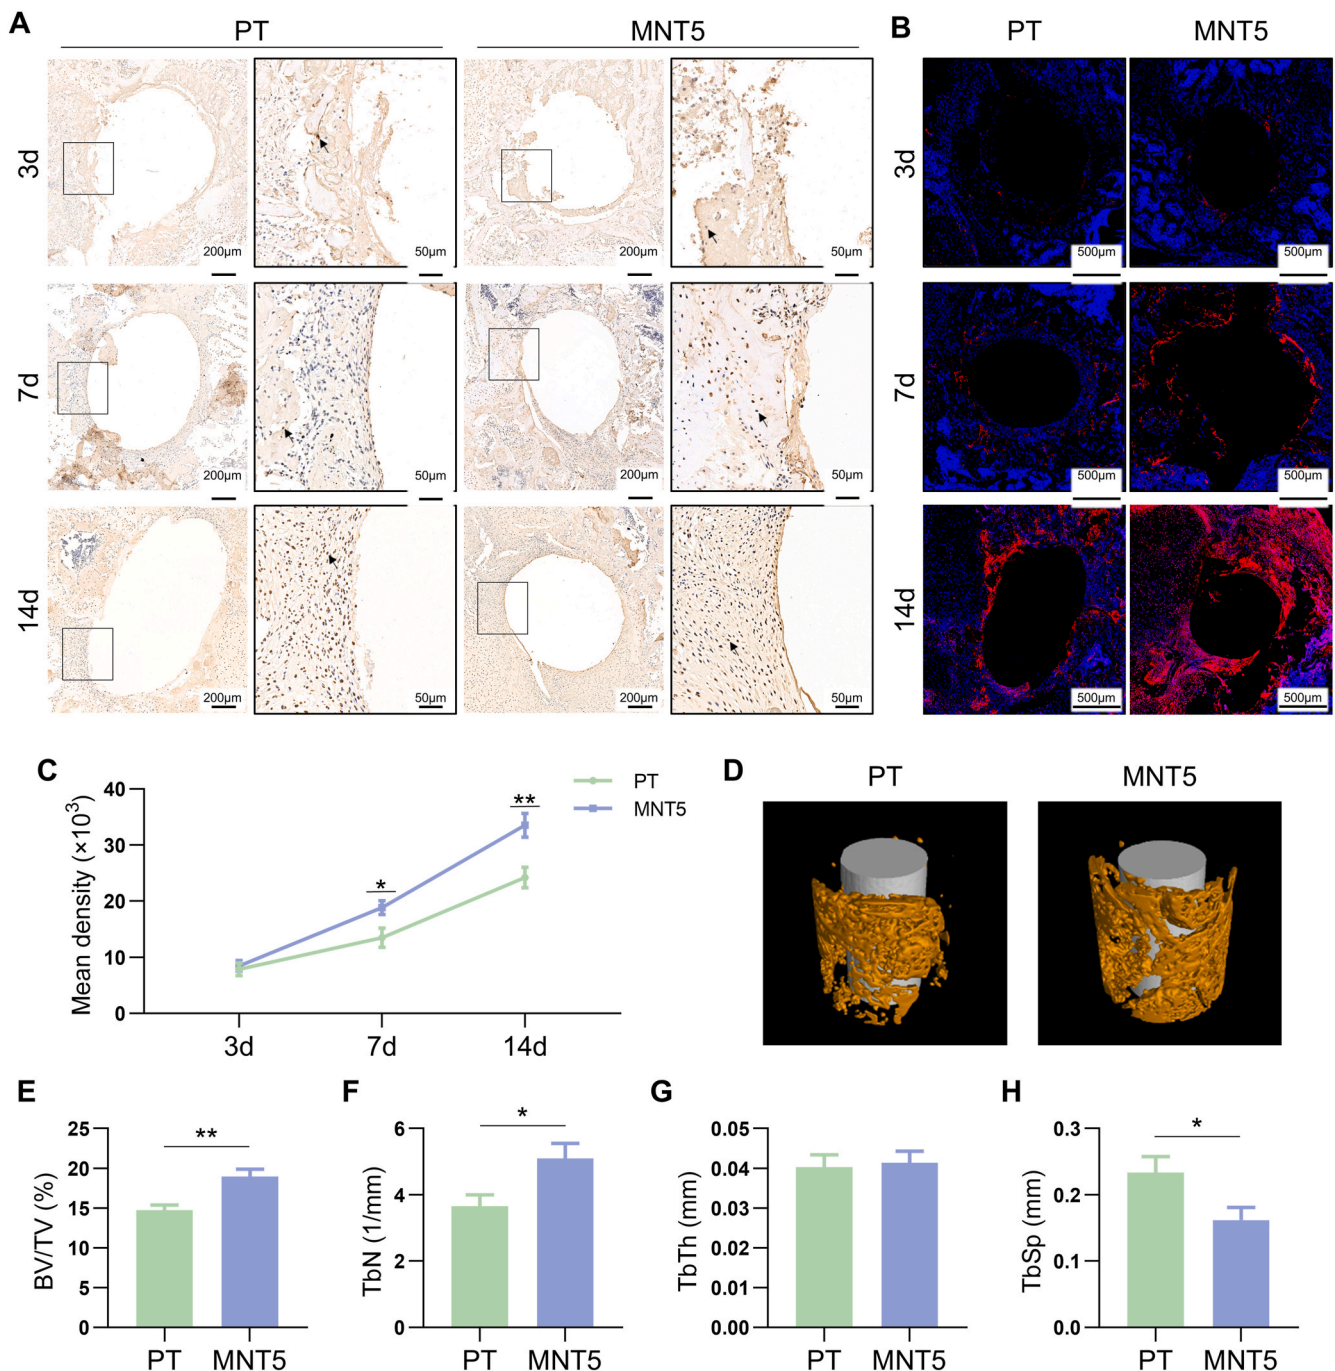 A
PT
MNT5
B
PT
MNT5
3d
200µm
50µm
200µm
50µm
3d
500µm
500µm
7d
200µm
50µm
200µm
50µm
7d
500µm
500µm
14d
200µm
50µm
200µm
50µm
14d
500µm
500µm
C
Mean density (×10³)
40
30
20
10
0
*
**
3d
7d
14d
PT
MNT5
D
PT
MNT5
E
BV/TV (%)
25
20
15
10
5
0
**
PT
MNT5
F
TbN (1/mm)
6
4
2
0
*
PT
MNT5
G
TbTh (mm)
0.05
0.04
0.03
0.02
0.01
0.00
PT
MNT5
H
TbSp (mm)
0.3
0.2
0.1
0.0
*
PT
MNT5